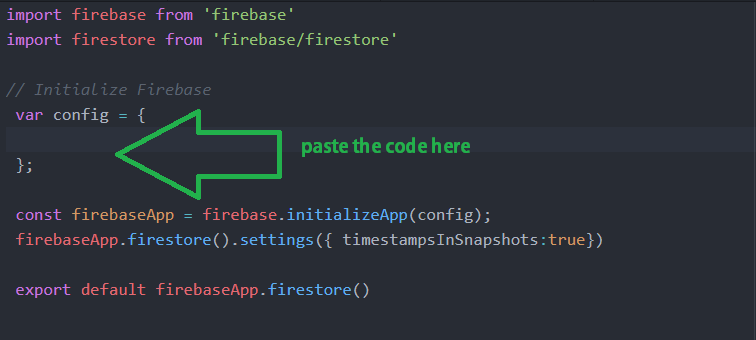 import firebase from 'firebase'
import firestore from 'firebase/firestore'
// Initialize Firebase
var config = {
paste the code here
};
const firebaseApp = firebase.initializeApp(config);
firebaseApp.firestore().settings({ timestampsInSnapshots:true})
export default firebaseApp.firestore()